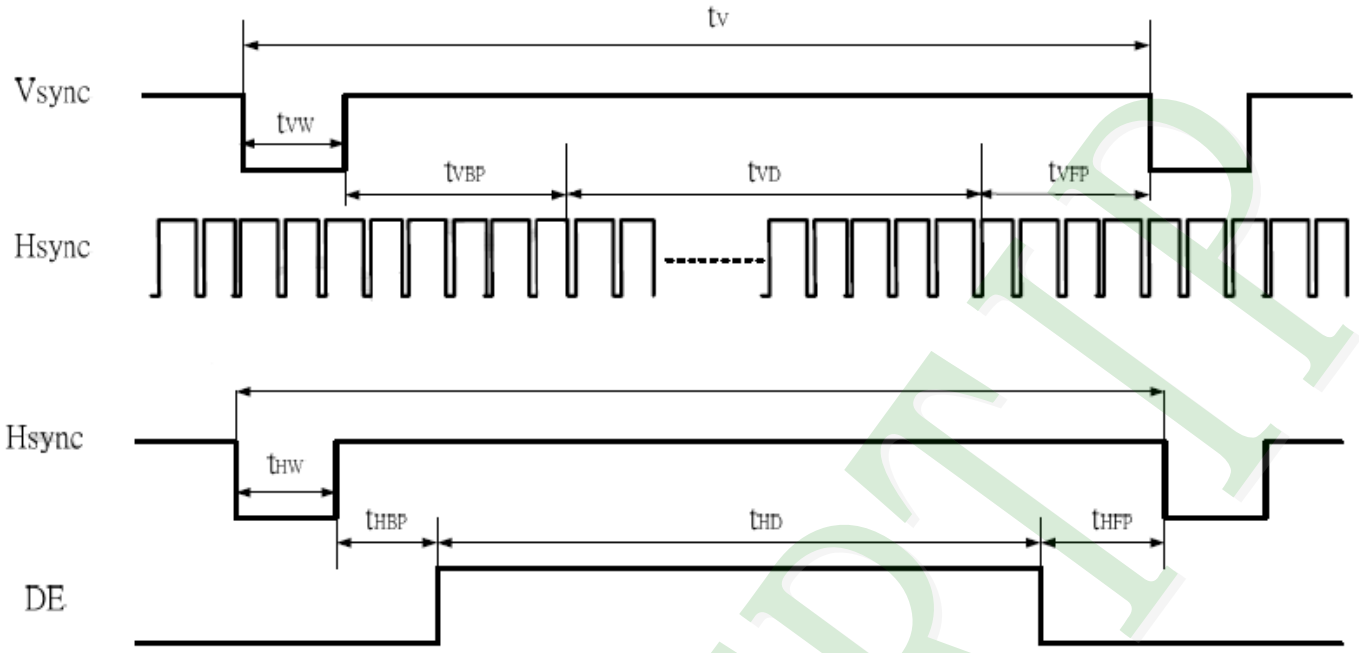 tV
Vsync
tVW
tVBP tVD tVFP
Hsync
Hsync
tHW
tHBP tHD tHFP
DE